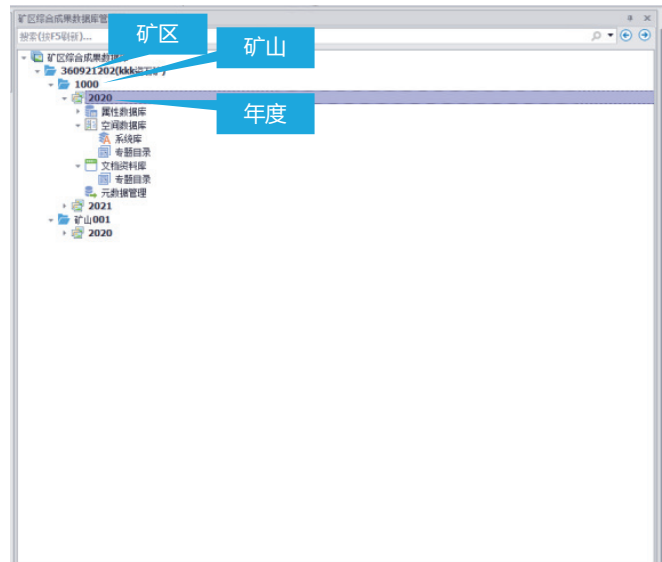 矿区综合成果数据库管
搜索(按F5刷新)...
矿区
矿山
年度
矿区综合成果数据
360921202(kkk
1000
2020
属性数据库
空间数据库
系统库
专题目录
文档资料库
专题目录
元数据管理
2021
矿山001
2020